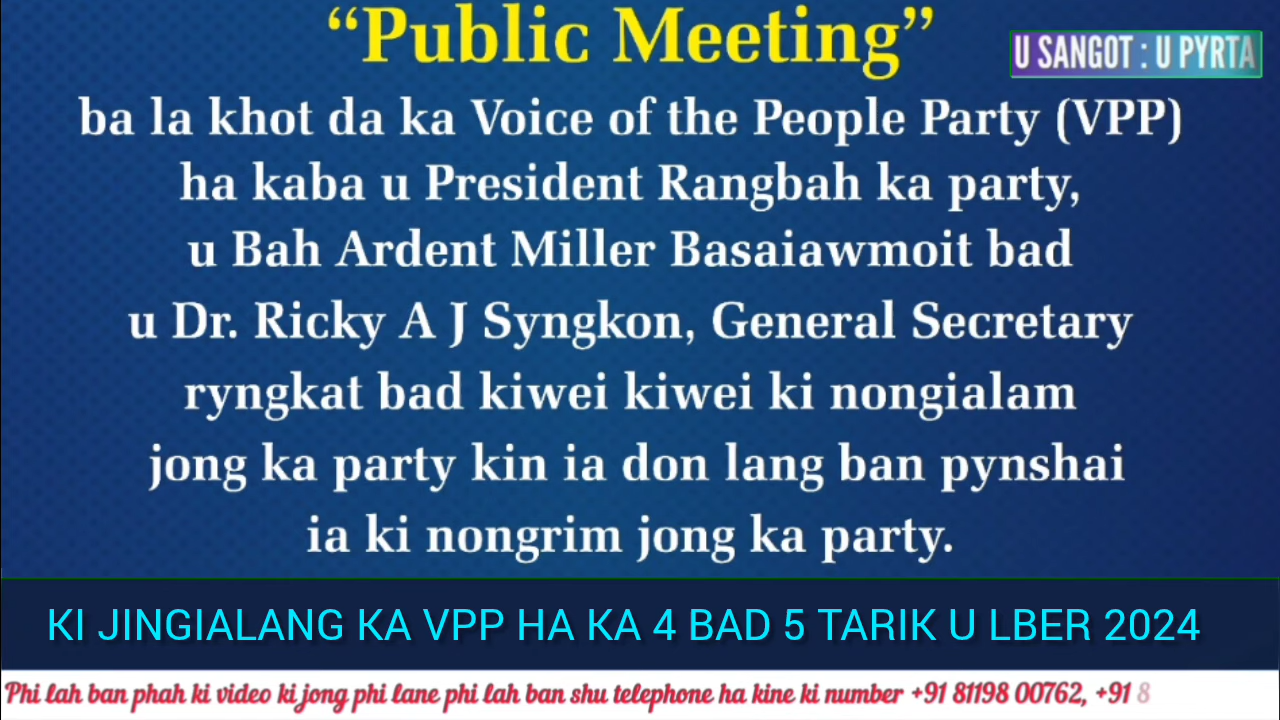 “Public Meeting”
U SANGOT : U PYRTA
ba la khot da ka Voice of the People Party (VPP)
ha kaba u President Rangbah ka party,
u Bah Ardent Miller Basaiawmoit bad
u Dr. Ricky A J Syngkon, General Secretary
ryngkat bad kiwei kiwei ki nongialam
jong ka party kin ia don lang ban pynshai
ia ki nongrim jong ka party.
KI JINGIALANG KA VPP HA KA 4 BAD 5 TARIK U LBER 2024
Phi lah ban phah ki video ki jong phi lane phi lah ban shu telephone ha kine ki number +91 81198 00762, +91 8